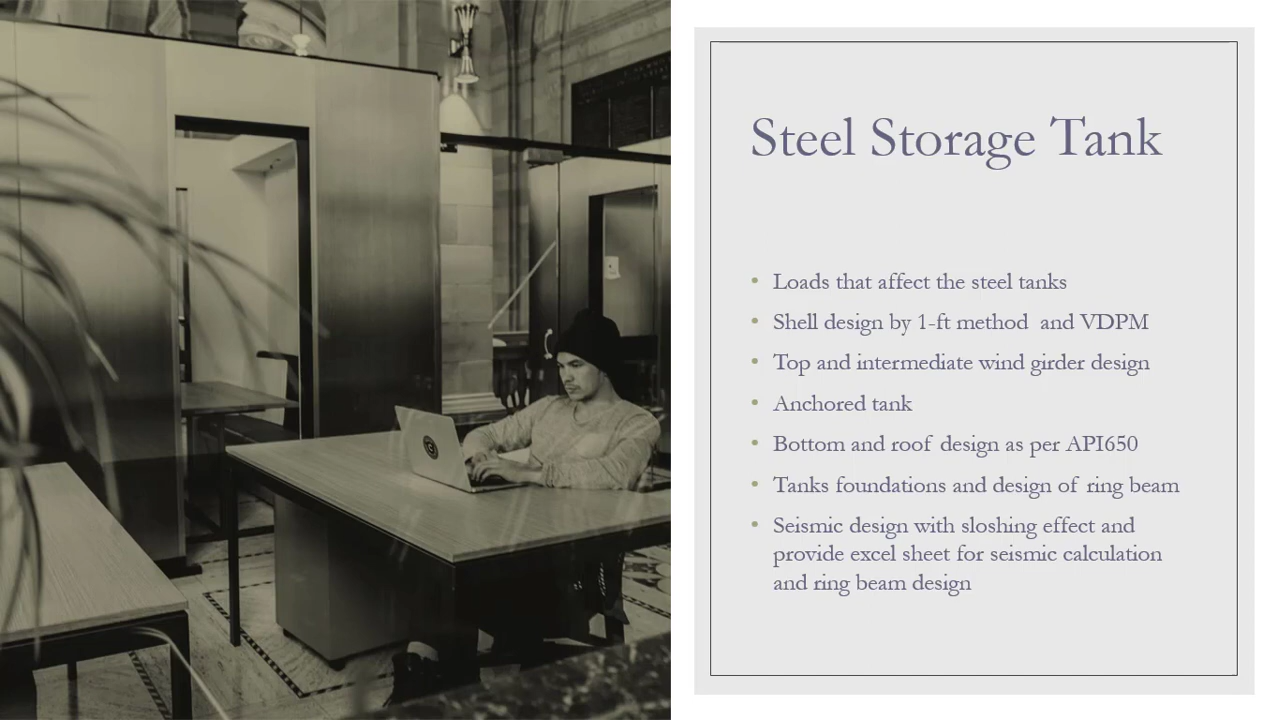 Steel Storage Tank
• Loads that affect the steel tanks
• Shell design by 1-ft method and VDPM
• Top and intermediate wind girder design
• Anchored tank
• Bottom and roof design as per API650
• Tanks foundations and design of ring beam
• Seismic design with sloshing effect and
provide excel sheet for seismic calculation
and ring beam design